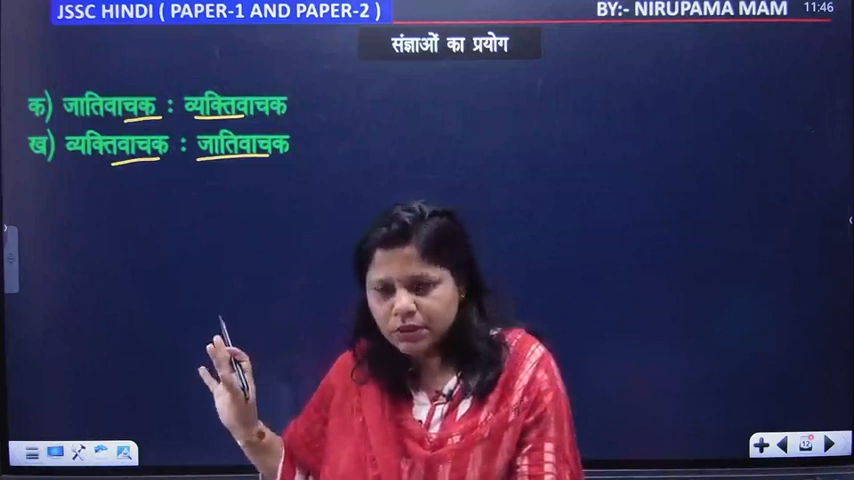 JSSC HINDI ( PAPER-1 AND PAPER-2 )
BY:- NIRUPAMA MAM
11:46
संज्ञाओं का प्रयोग
क) जातिवाचक : व्यक्तिवाचक
ख) व्यक्तिवाचक : जातिवाचक
12